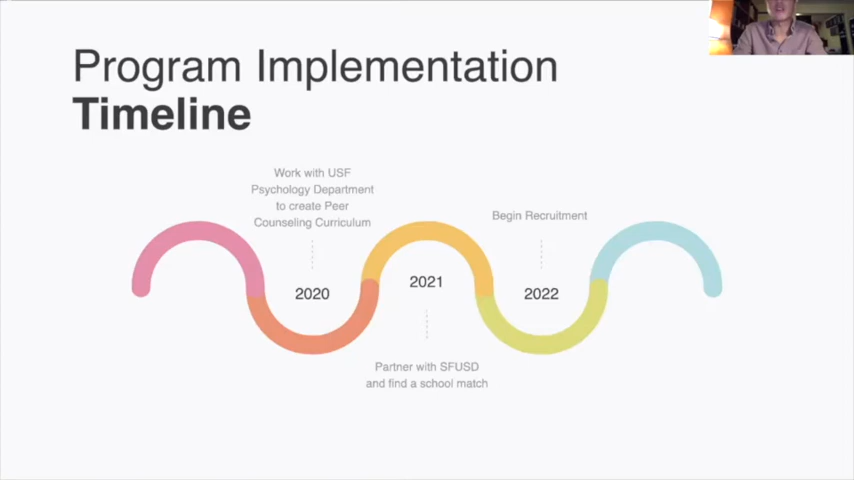 Program Implementation
Timeline
Work with USF
Psychology Department
to create Peer
Counseling Curriculum
2020
2021
Partner with SFUSD
and find a school match
Begin Recruitment
2022